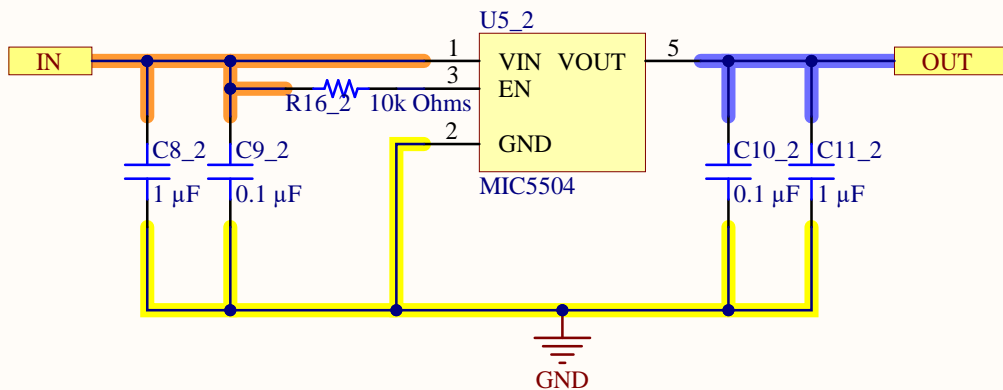 U5_2
IN
1
VIN
VOUT
5
OUT
3
EN
R16_2
10k Ohms
2
GND
C8_2
C9_2
C10_2
C11_2
1 µF
0.1 µF
MIC5504
0.1 µF
1 µF
GND